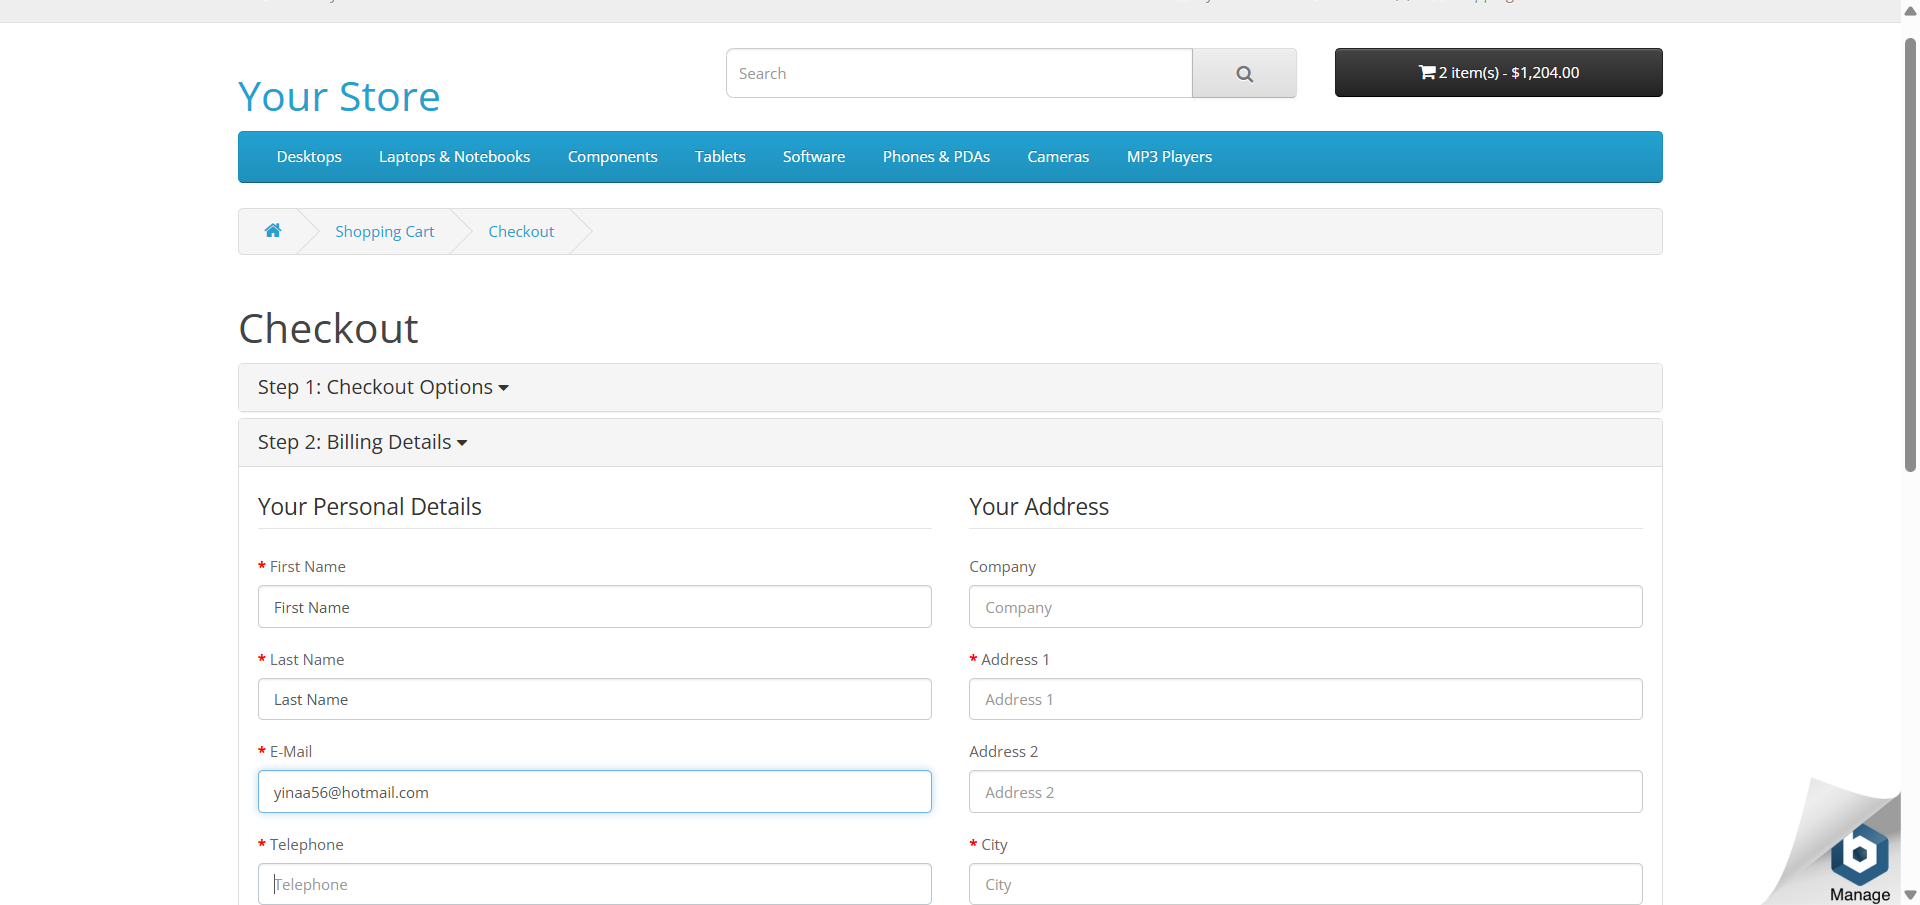 Search
2 item(s) - $1,204.00
Your Store
Desktops Laptops & Notebooks Components Tablets Software Phones & PDAs Cameras MP3 Players
Shopping Cart Checkout
Checkout
Step 1: Checkout Options
Step 2: Billing Details
Your Personal Details
* First Name
First Name
* Last Name
Last Name
* E-Mail
yinaa56@hotmail.com
* Telephone
Telephone
Your Address
Company
Company
* Address 1
Address 1
Address 2
Address 2
* City
City
b
Manage